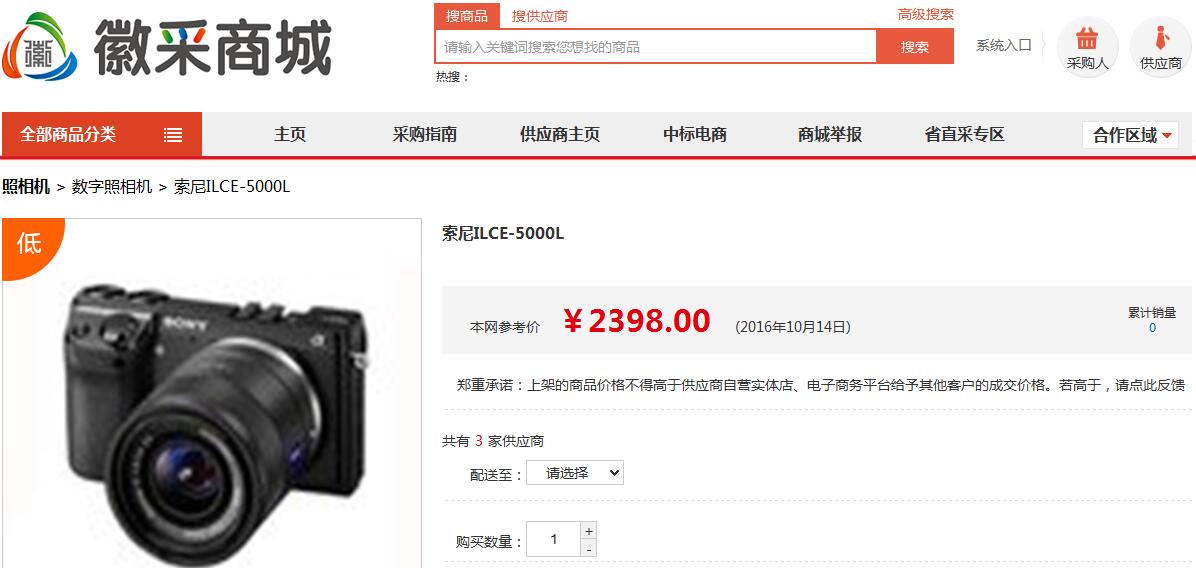 徽
徽采商城
搜商品 搜供应商 高级搜索
请输入关键词搜索您想找的商品 搜索
热搜：
系统入口
采购人 供应商
全部商品分类 主页 采购指南 供应商主页 中标电商 商城举报 省直采专区 合作区域
照相机 > 数字照相机 > 索尼ILCE-5000L
低
SONY
α
索尼ILCE-5000L
本网参考价 ￥2398.00 (2016年10月14日)
累计销量
0
郑重承诺：上架的商品价格不得高于供应商自营实体店、电子商务平台给予其他客户的成交价格。若高于，请点此反馈
共有 3 家供应商
配送至： 请选择
购买数量： 1 + -